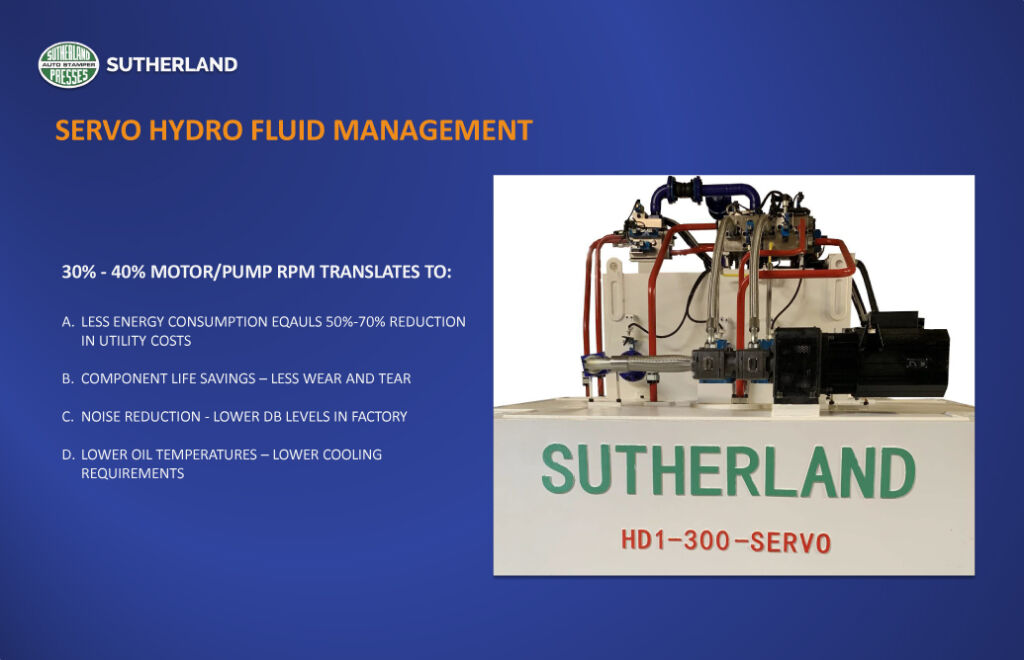 SUTHERLAND
AUTO STAMPER
PRESSES
SUTHERLAND
SERVO HYDRO FLUID MANAGEMENT
30% - 40% MOTOR/PUMP RPM TRANSLATES TO:
A. LESS ENERGY CONSUMPTION EQAULS 50%-70% REDUCTION
IN UTILITY COSTS
B. COMPONENT LIFE SAVINGS – LESS WEAR AND TEAR
C. NOISE REDUCTION - LOWER DB LEVELS IN FACTORY
D. LOWER OIL TEMPERATURES – LOWER COOLING
REQUIREMENTS
SUTHERLAND
HD1-300-SERVO